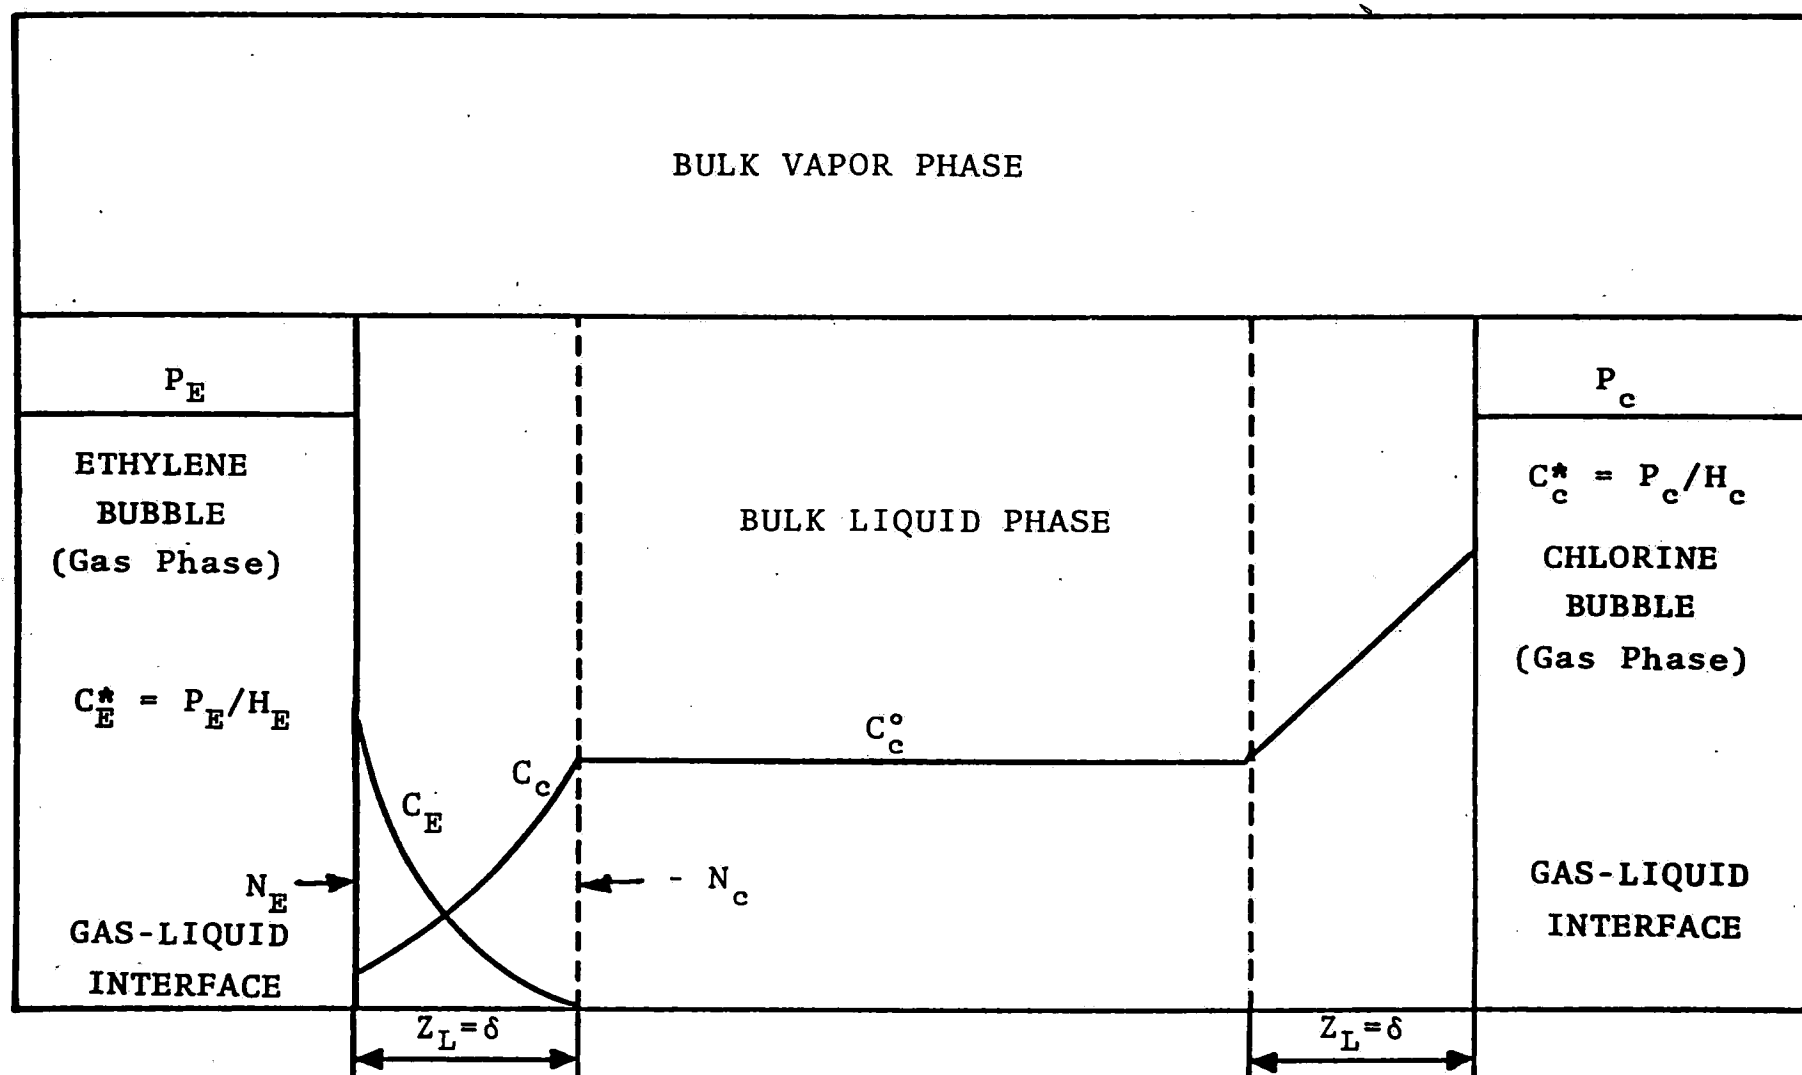 BULK VAPOR PHASE
P_E
P_c
ETHYLENE
BUBBLE
(Gas Phase)
C*_E = P_E/H_E
BULK LIQUID PHASE
C*_c = P_c/H_c
CHLORINE
BUBBLE
(Gas Phase)
C°_c
C_c
C_E
N_E
- N_c
GAS-LIQUID
INTERFACE
GAS-LIQUID
INTERFACE
Z_L=δ
Z_L=δ